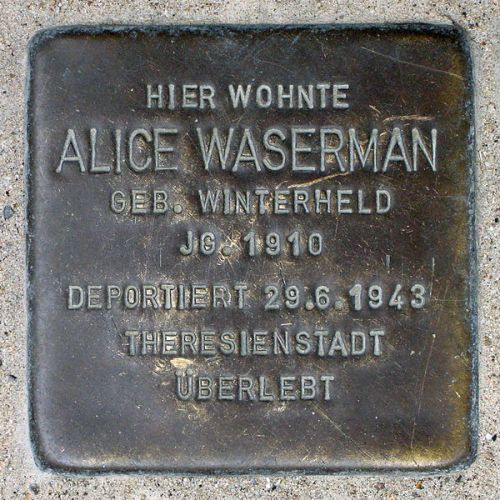 HIER WOHNTE
ALICE WASERMAN
GEB. WINTERHELD
JG. 1910
DEPORTIERT 29.6.1943
THERESIENSTADT
ÜBERLEBT